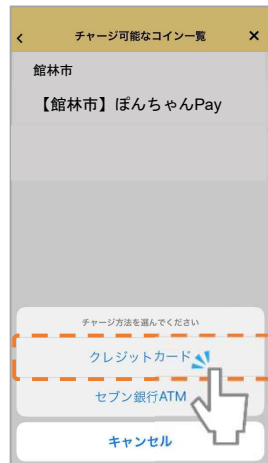 チャージ可能なコイン一覧
館林市
【館林市】ぽんちゃんPay
チャージ方法を選んでください
クレジットカード
セブン銀行ATM
キャンセル